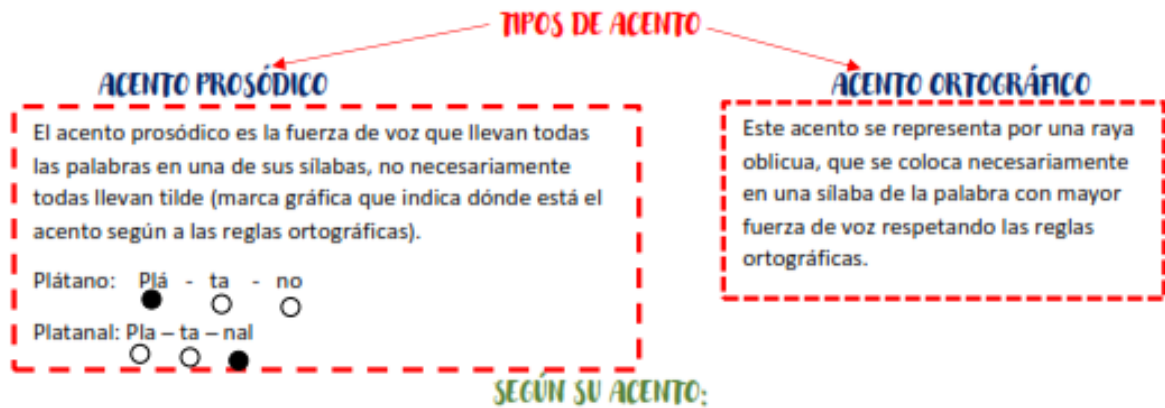 TIPOS DE ACENTO
ACENTO PROSÓDICO
El acento prosódico es la fuerza de voz que llevan todas
las palabras en una de sus sílabas, no necesariamente
todas llevan tilde (marca gráfica que indica dónde está el
acento según a las reglas ortográficas).
Plátano: Plá - ta - no
Platanal: Pla – ta – nal
ACENTO ORTOGRÁFICO
Este acento se representa por una raya
oblicua, que se coloca necesariamente
en una sílaba de la palabra con mayor
fuerza de voz respetando las reglas
ortográficas.
SEGÚN SU ACENTO: